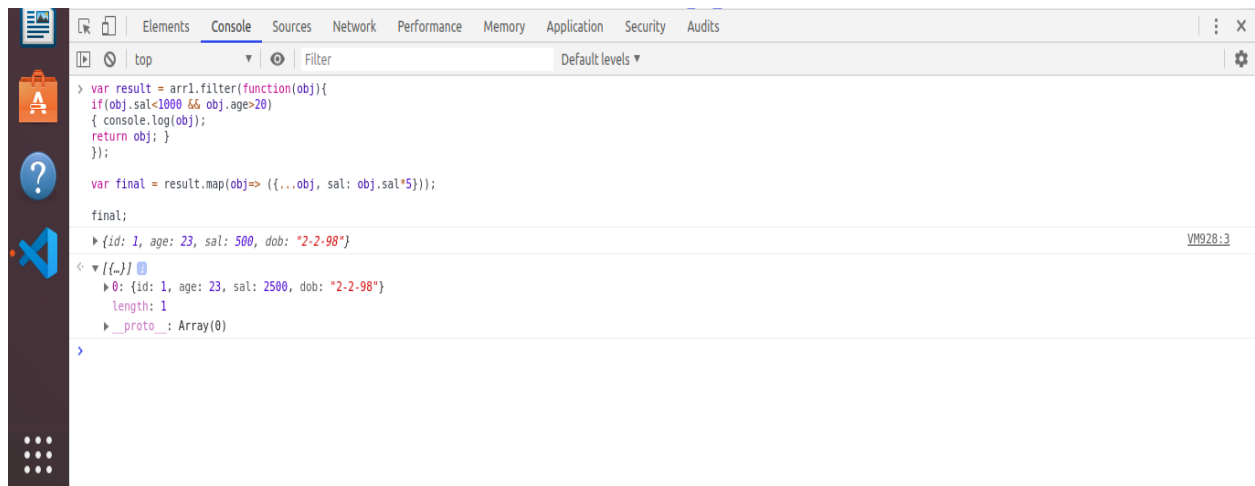 Elements Console Sources Network Performance Memory Application Security Audits
top ▼ Filter Default levels ▼
> var result = arr1.filter(function(obj){
if(obj.sal<1000 && obj.age>20)
{ console.log(obj);
return obj; }
});
var final = result.map(obj=> ({...obj, sal: obj.sal*5}));
final;
▶ {id: 1, age: 23, sal: 500, dob: "2-2-98"} VM928:3
▼ [{…}] i
▶ 0: {id: 1, age: 23, sal: 2500, dob: "2-2-98"}
length: 1
▶ __proto__: Array(0)
>